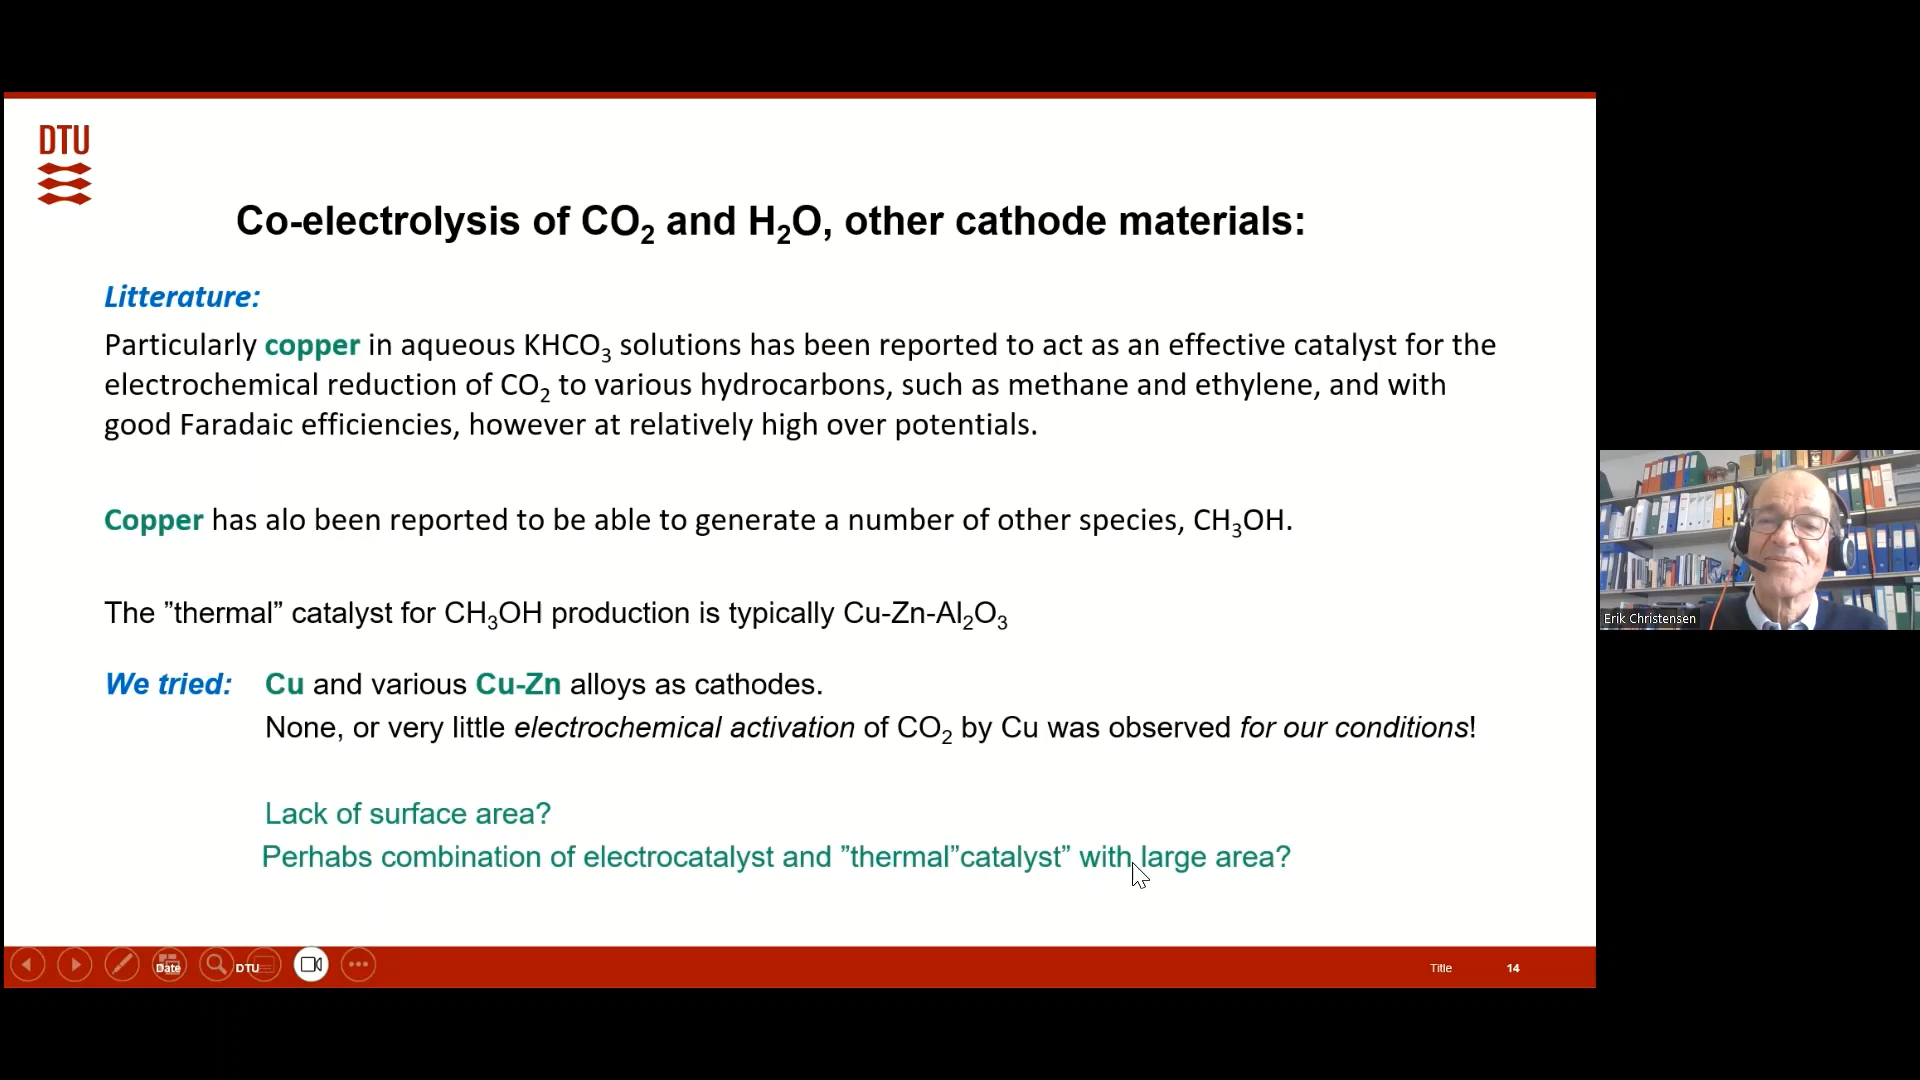 DTU
Co-electrolysis of CO₂ and H₂O, other cathode materials:
Litterature:
Particularly copper in aqueous KHCO₃ solutions has been reported to act as an effective catalyst for the
electrochemical reduction of CO₂ to various hydrocarbons, such as methane and ethylene, and with
good Faradaic efficiencies, however at relatively high over potentials.
Copper has alo been reported to be able to generate a number of other species, CH₃OH.
The ”thermal” catalyst for CH₃OH production is typically Cu-Zn-Al₂O₃
We tried: Cu and various Cu-Zn alloys as cathodes.
None, or very little electrochemical activation of CO₂ by Cu was observed for our conditions!
Lack of surface area?
Perhabs combination of electrocatalyst and ”thermal”catalyst” with large area?
Erik Christensen
Date DTU Title 14